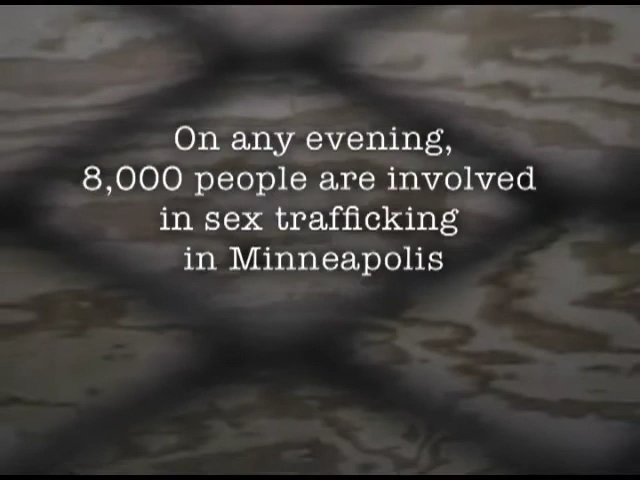 On any evening,
8,000 people are involved
in sex trafficking
in Minneapolis